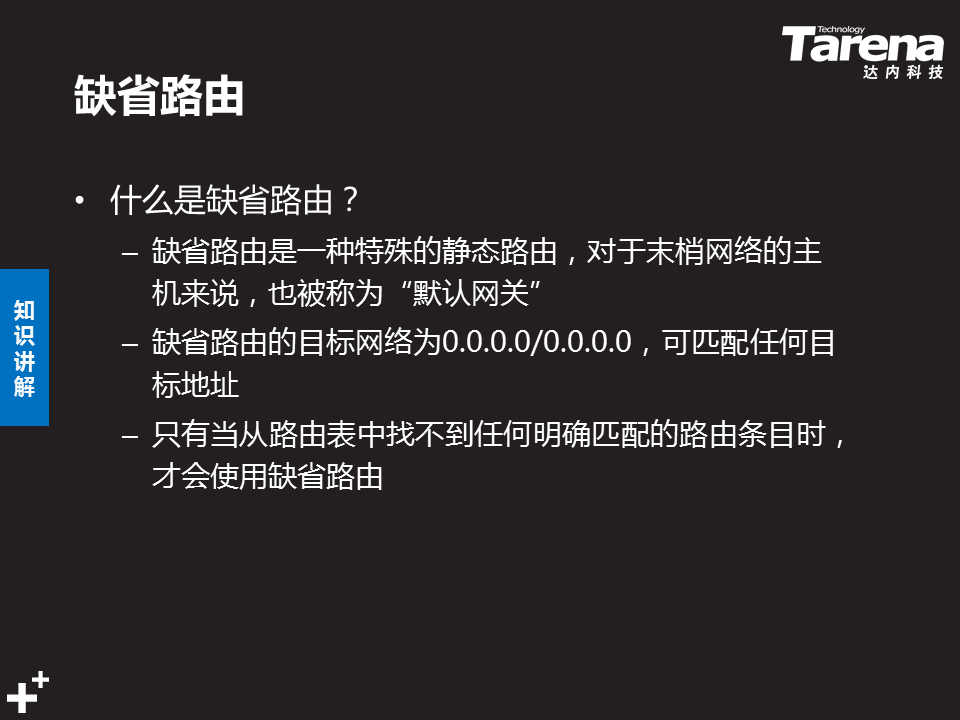 Technology
Tarena
达内科技
缺省路由
• 什么是缺省路由？
– 缺省路由是一种特殊的静态路由，对于末梢网络的主
机来说，也被称为“默认网关”
– 缺省路由的目标网络为0.0.0.0/0.0.0.0，可匹配任何目
标地址
– 只有当从路由表中找不到任何明确匹配的路由条目时，
才会使用缺省路由
知
识
讲
解